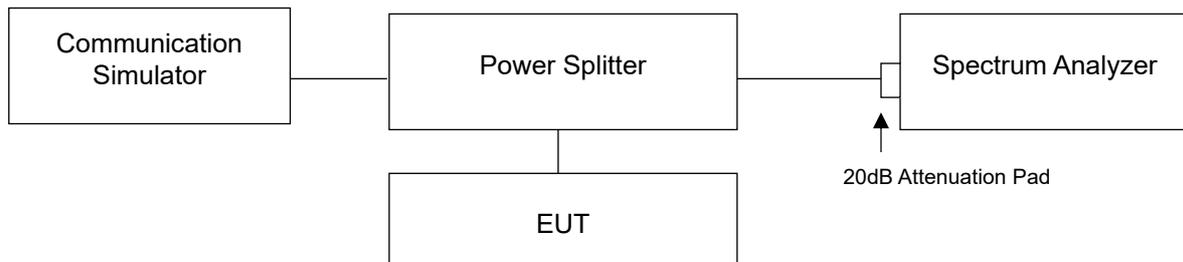 Communication
Simulator
Power Splitter
Spectrum Analyzer
20dB Attenuation Pad
EUT